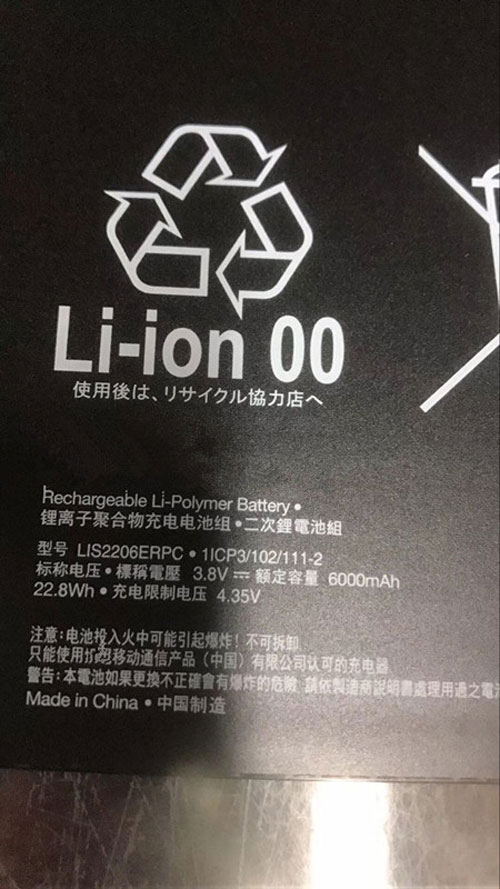 Li-ion 00
使用後は、リサイクル協力店へ
Rechargeable Li-Polymer Battery •
锂离子聚合物充电电池组 • 二次鋰電池組
型号 LIS2206ERPC • 1ICP3/102/111-2
标称电压 • 標稱電壓 3.8V ⎓ 额定容量 6000mAh
22.8Wh • 充电限制电压 4.35V
注意:电池投入火中可能引起爆炸！不可拆卸
只能使用移动通信产品（中国）有限公司认可的充电器
警告:本電池如果更換不正確會有爆炸的危險 請依製造商說明書處理用過之電
Made in China • 中国制造